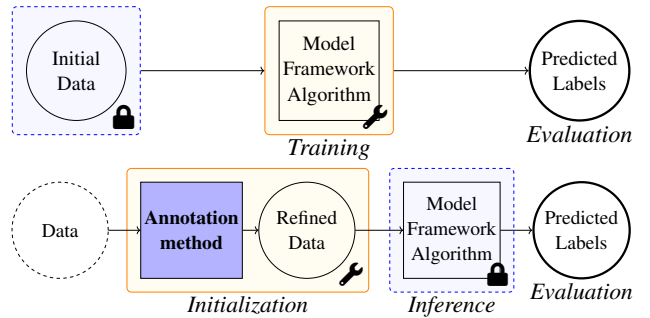 Initial
Data
Model
Framework
Algorithm
Training
Predicted
Labels
Evaluation
Data
Annotation
method
Refined
Data
Initialization
Model
Framework
Algorithm
Inference
Predicted
Labels
Evaluation